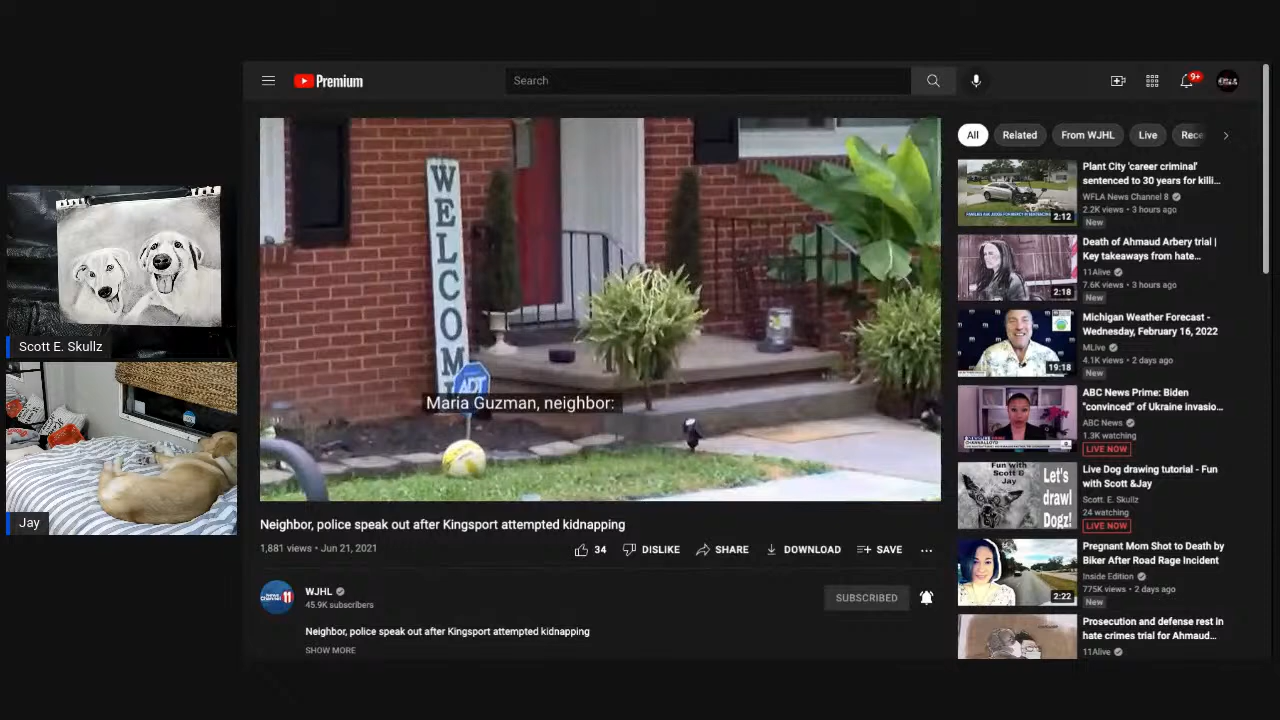 Premium
Search
9+
WELCOM
ADT
Maria Guzman, neighbor:
Neighbor, police speak out after Kingsport attempted kidnapping
1,881 views • Jun 21, 2021
34
DISLIKE
SHARE
DOWNLOAD
SAVE
WJHL
45.9K subscribers
SUBSCRIBED
Neighbor, police speak out after Kingsport attempted kidnapping
SHOW MORE
Scott E. Skullz
Jay
All
Related
From WJHL
Live
Rece
Plant City 'career criminal'
sentenced to 30 years for killi...
WFLA News Channel 8
2.2K views • 3 hours ago
New
2:12
Death of Ahmaud Arbery trial |
Key takeaways from hate...
11Alive
7.6K views • 3 hours ago
New
2:18
Michigan Weather Forecast -
Wednesday, February 16, 2022
MLive
4.1K views • 2 days ago
New
19:18
ABC News Prime: Biden
"convinced" of Ukraine invasio...
ABC News
1.3K watching
LIVE NOW
Fun with
Scott &
Jay
Let's
draw
Dogz!
Live Dog drawing tutorial - Fun
with Scott &Jay
Scott. E. Skullz
24 watching
LIVE NOW
Pregnant Mom Shot to Death by
Biker After Road Rage Incident
Inside Edition
775K views • 2 days ago
New
2:22
Prosecution and defense rest in
hate crimes trial for Ahmaud...
11Alive